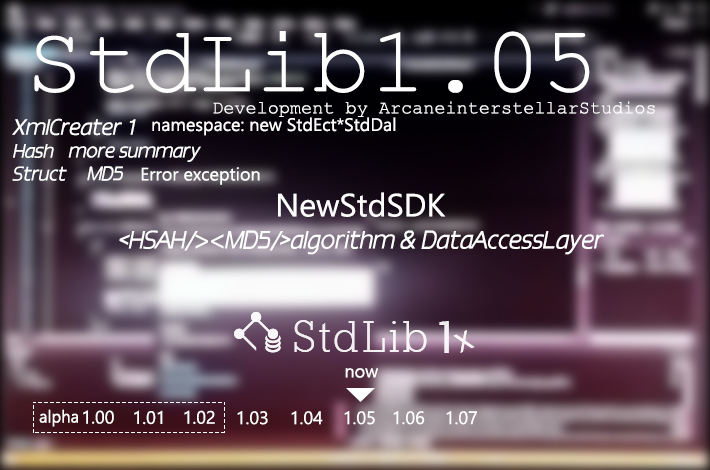 StdLib1.05
Development by ArcaneinterstellarStudios
XmlCreater 1 namespace: new StdEct*StdDal
Hash more summary
Struct MD5 Error exception
NewStdSDK
<HSAH/><MD5/>algorithm & DataAccessLayer
StdLib 1x
now
alpha 1.00 1.01 1.02 1.03 1.04 1.05 1.06 1.07